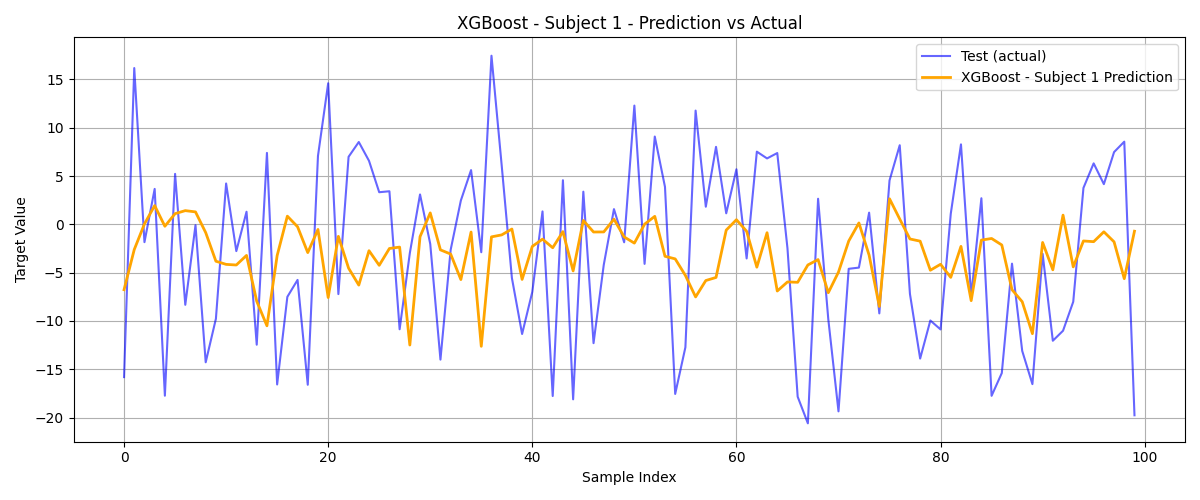 XGBoost - Subject 1 - Prediction vs Actual
Test (actual)
XGBoost - Subject 1 Prediction
Target Value
15
10
5
0
−5
−10
−15
−20
0 20 40 60 80 100
Sample Index